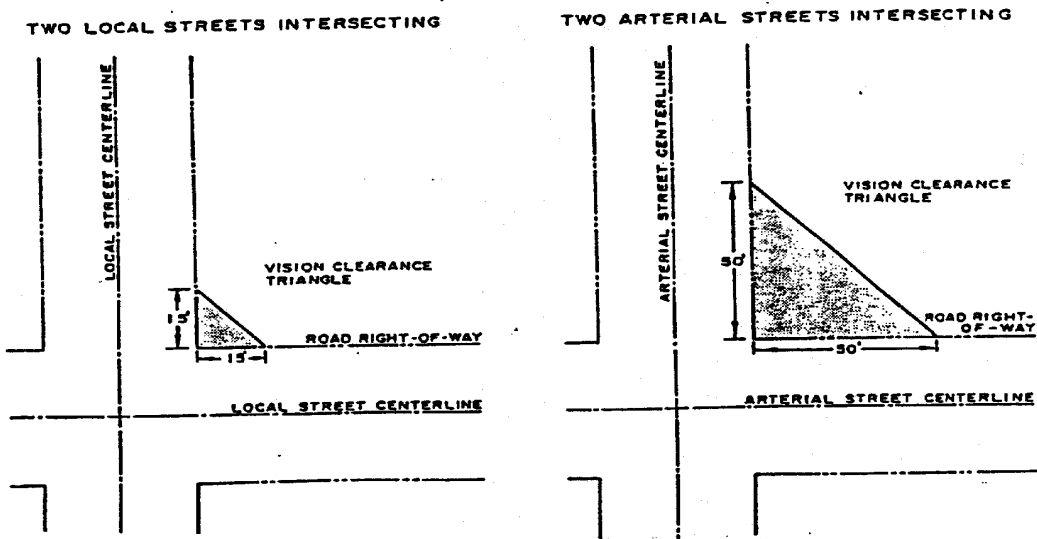 TWO LOCAL STREETS INTERSECTING
LOCAL STREET CENTERLINE
VISION CLEARANCE
TRIANGLE
15'
15'
ROAD RIGHT-OF-WAY
LOCAL STREET CENTERLINE
TWO ARTERIAL STREETS INTERSECTING
ARTERIAL STREET CENTERLINE
VISION CLEARANCE
TRIANGLE
50'
50'
ROAD RIGHT-
OF-WAY
ARTERIAL STREET CENTERLINE